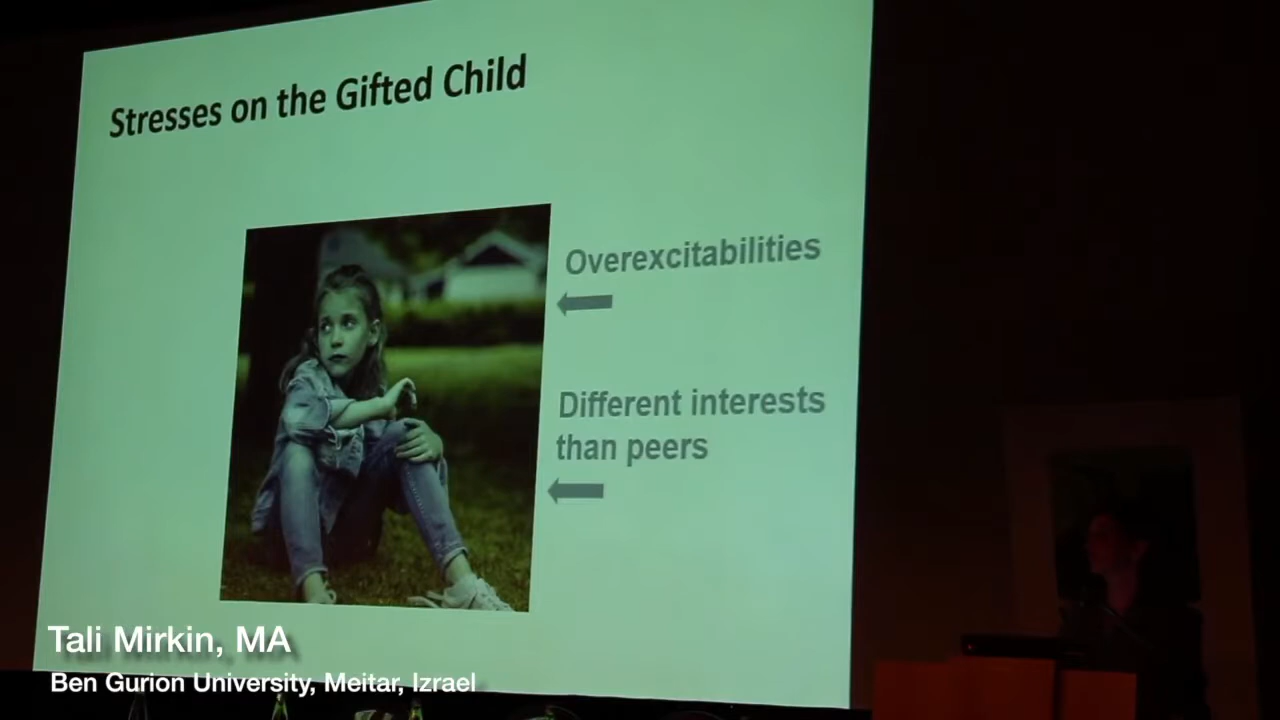 Stresses on the Gifted Child
Overexcitabilities
Different interests
than peers
Tali Mirkin, MA
Ben Gurion University, Meitar, Izrael